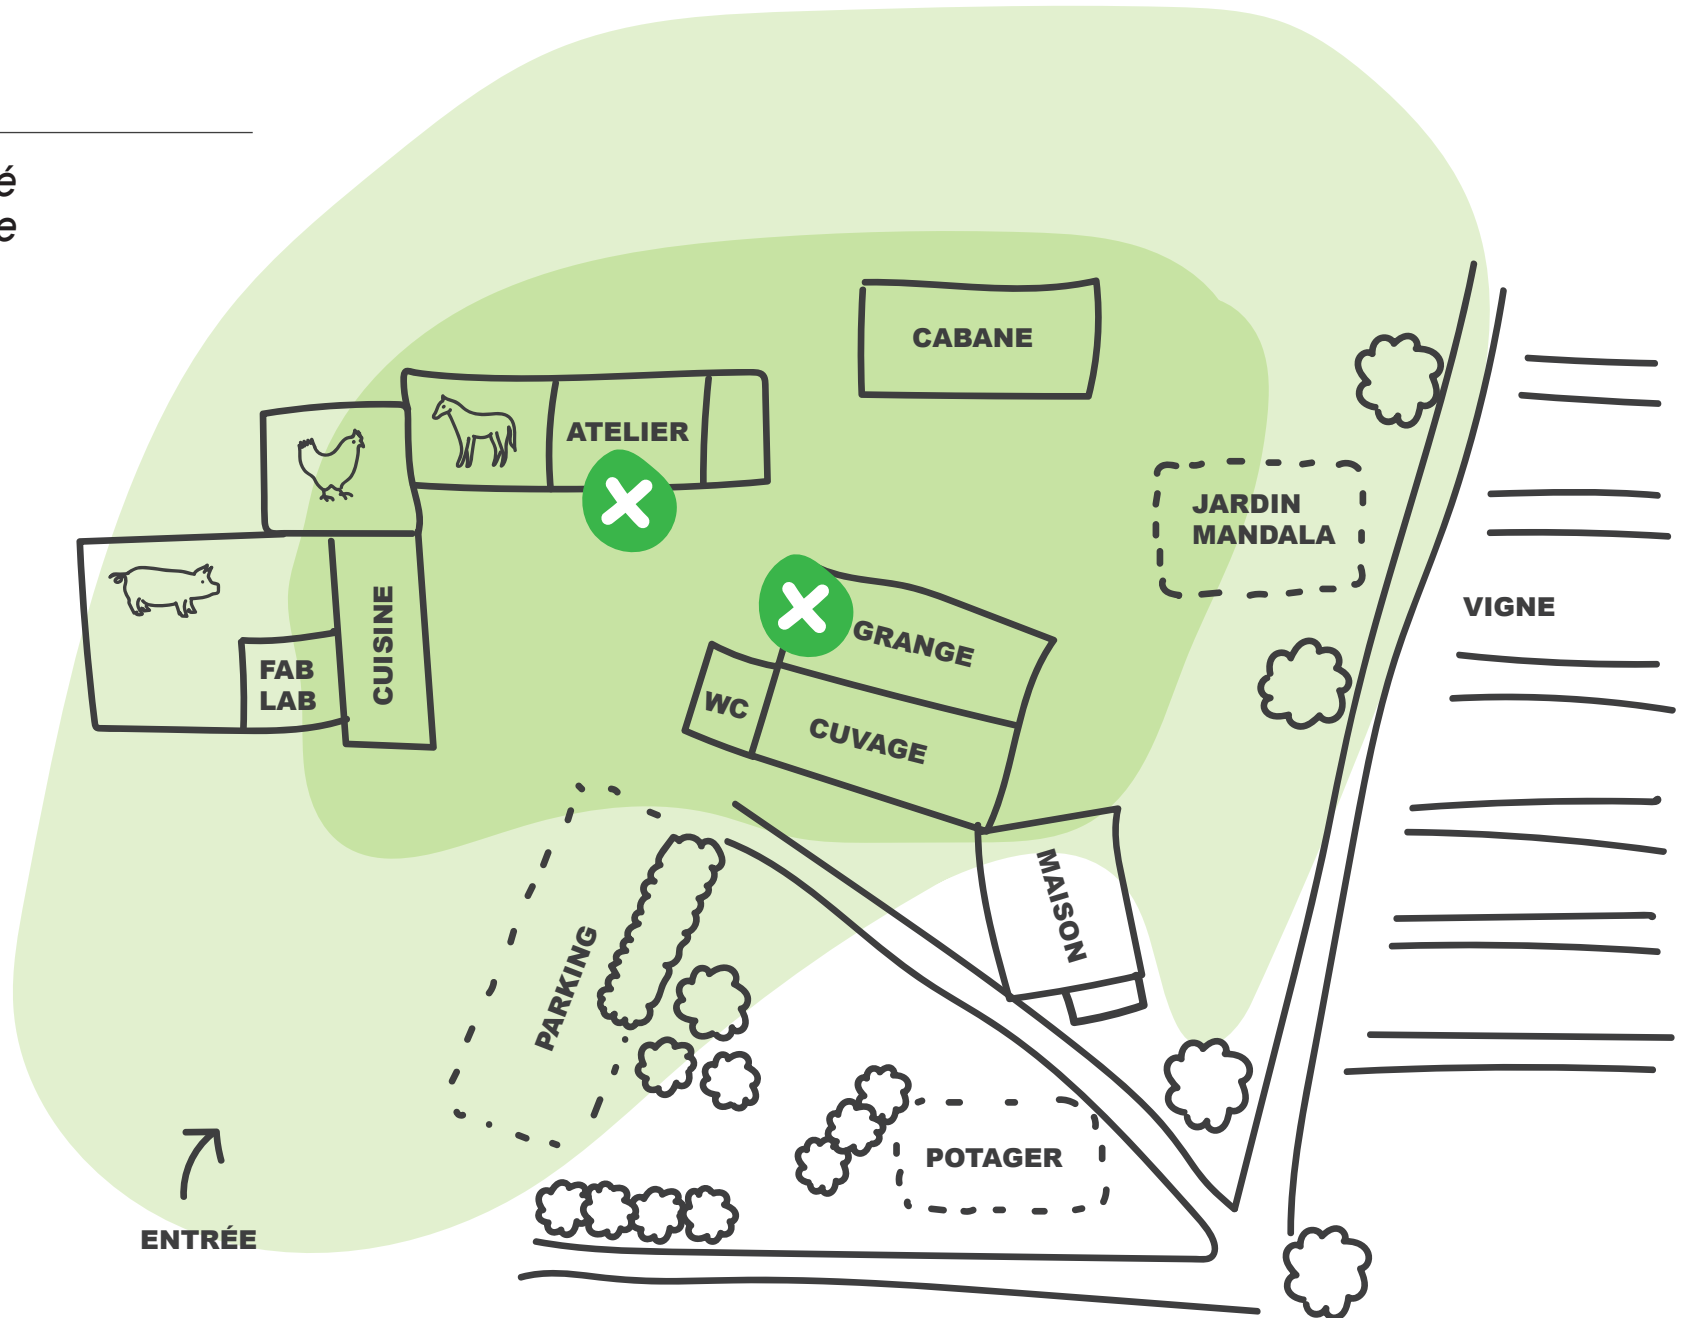 é
e
CABANE
ATELIER
JARDIN
MANDALA
VIGNE
CUISINE
GRANGE
FAB
LAB
WC
CUVAGE
MAISON
PARKING
POTAGER
ENTRÉE